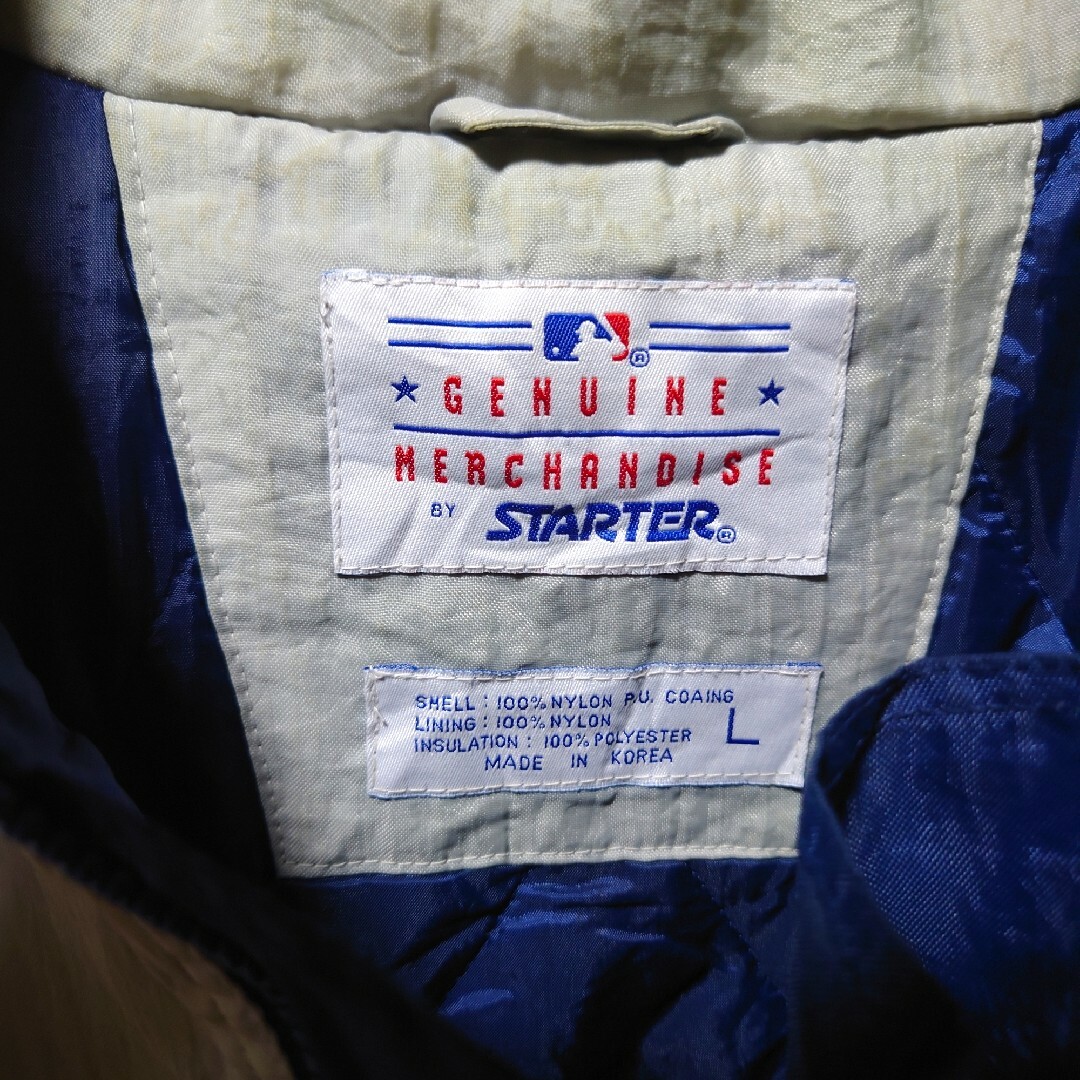 ®
★ GENUINE ★
MERCHANDISE
BY STARTER®
SHELL : 100% NYLON P.U. COAING
LINING : 100% NYLON
INSULATION : 100% POLYESTER
MADE IN KOREA
L